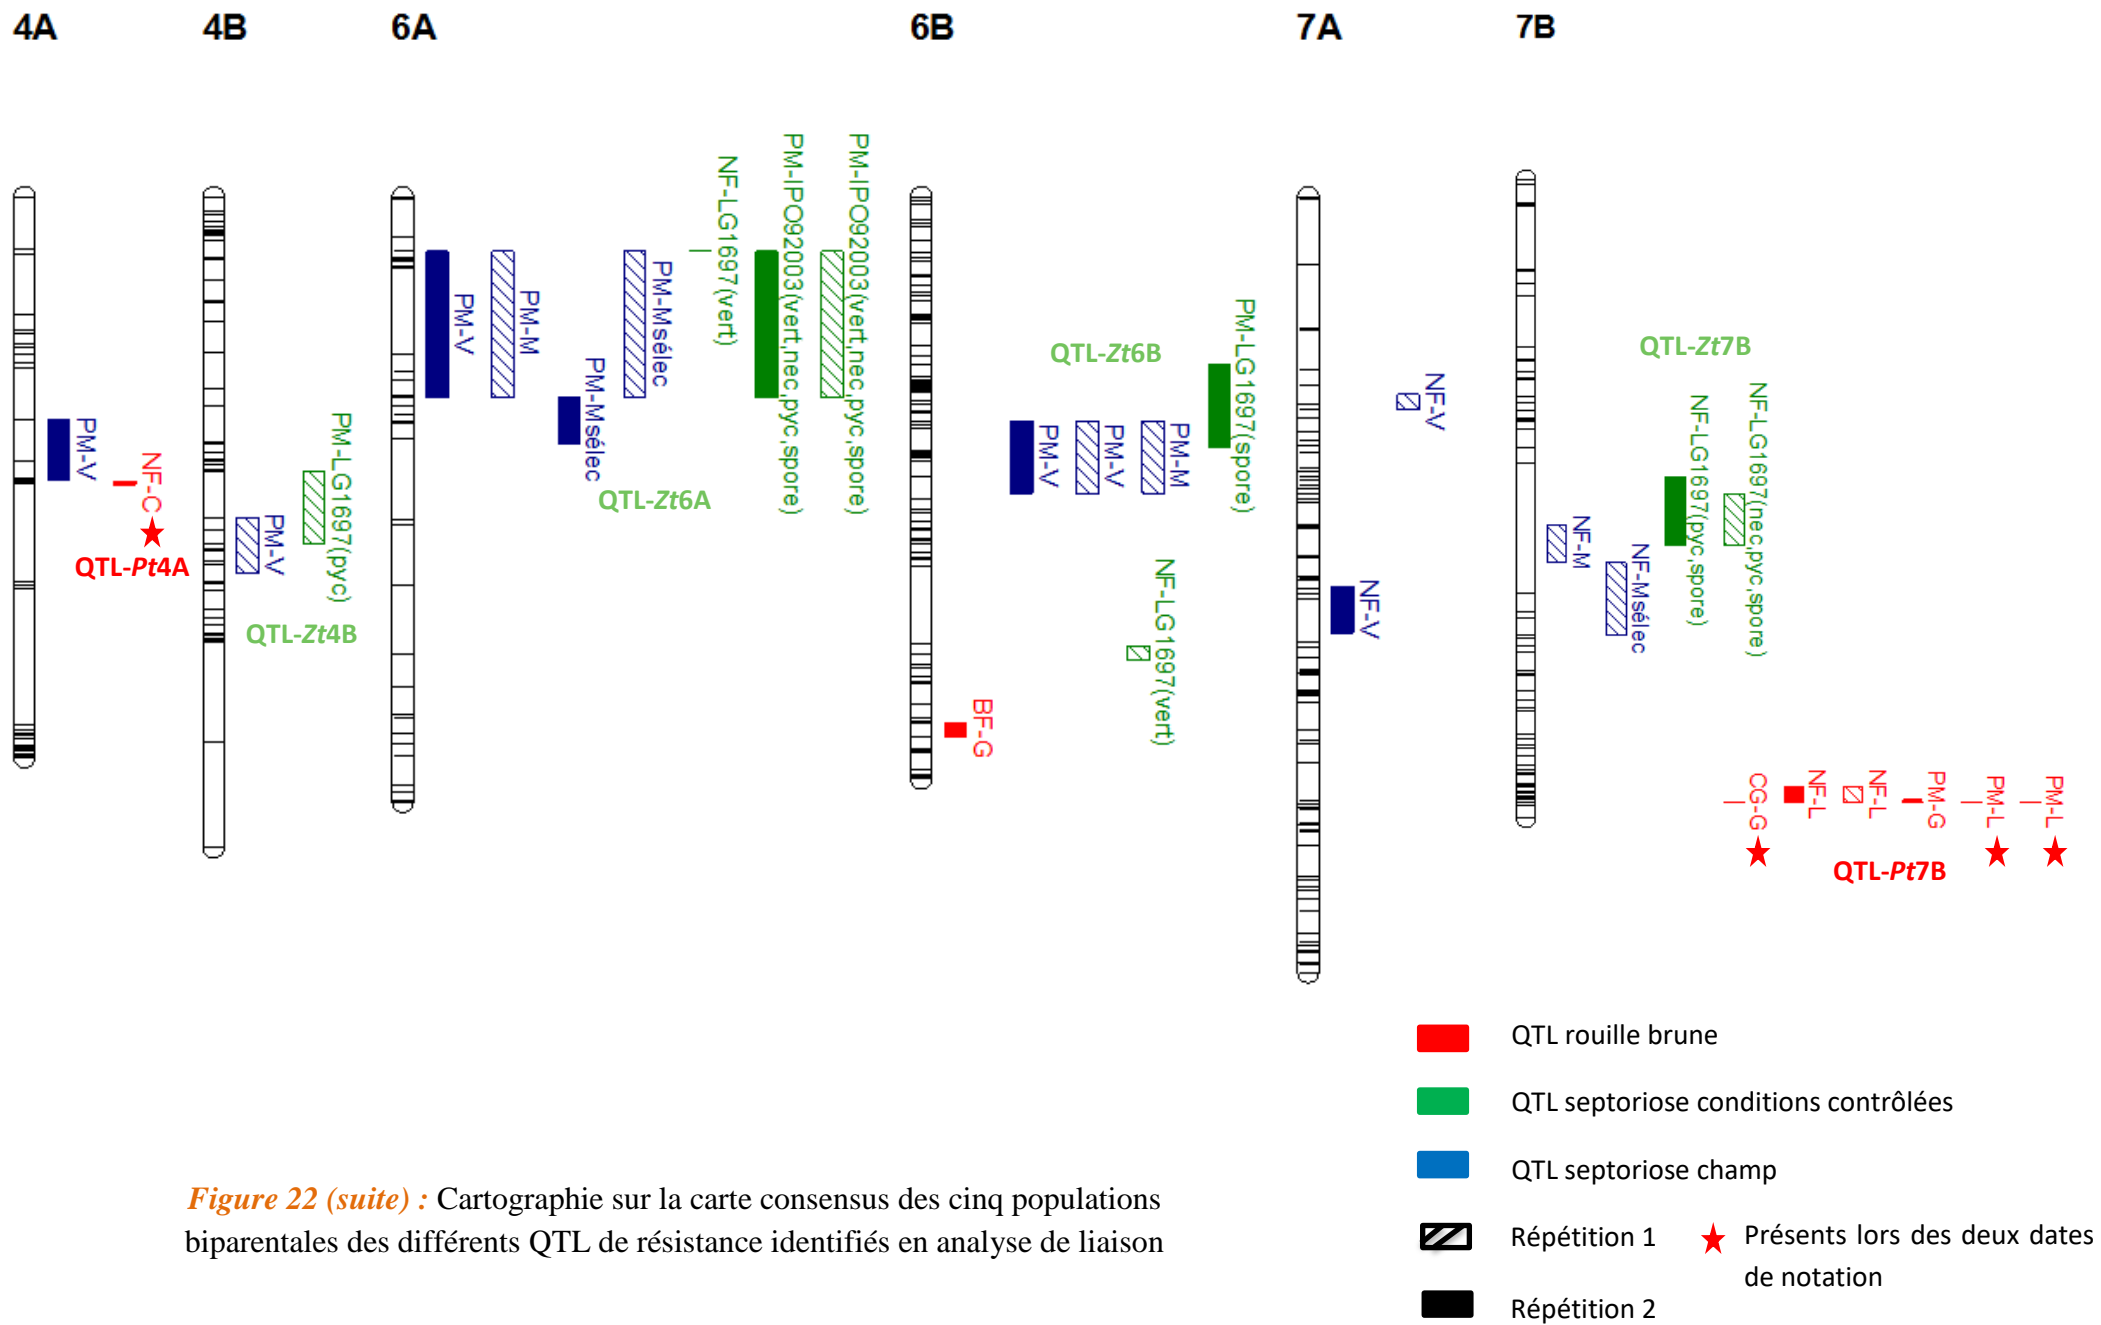 4A
4B
6A
6B
7A
7B
PM-V
NF-C
QTL-Pt4A
PM-V
PM-LG1697(pyc)
QTL-Zt4B
PM-V
PM-M
PM-Msélec
PM-Msélec
NF-LG1697(vert)
PM-IPO92003(vert,nec,pyc,spore)
PM-IPO92003(vert,nec,pyc,spore)
QTL-Zt6A
BF-G
PM-V
PM-V
PM-M
NF-LG1697(vert)
PM-LG1697(spore)
QTL-Zt6B
NF-V
NF-V
NF-M
NF-Msélec
NF-LG1697(pyc,spore)
NF-LG1697(nec,pyc,spore)
QTL-Zt7B
CG-G
NF-L
NF-L
PM-G
PM-L
PM-L
QTL-Pt7B
QTL rouille brune
QTL septoriose conditions contrôlées
QTL septoriose champ
Répétition 1
Présents lors des deux dates
de notation
Répétition 2
Figure 22 (suite) : Cartographie sur la carte consensus des cinq populations
biparentales des différents QTL de résistance identifiés en analyse de liaison